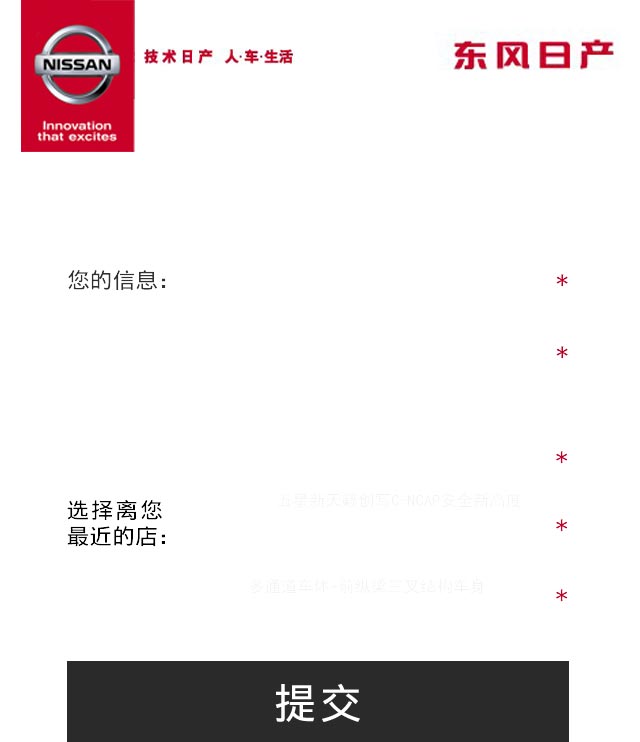 NISSAN
Innovation
that excites
技术日产 人·车·生活
东风日产
您的信息：
*
*
*
五星新天籁创写C-NCAP安全新高度
选择离您
最近的店：
*
多通道车体-前纵梁三叉结构车身
*
提交